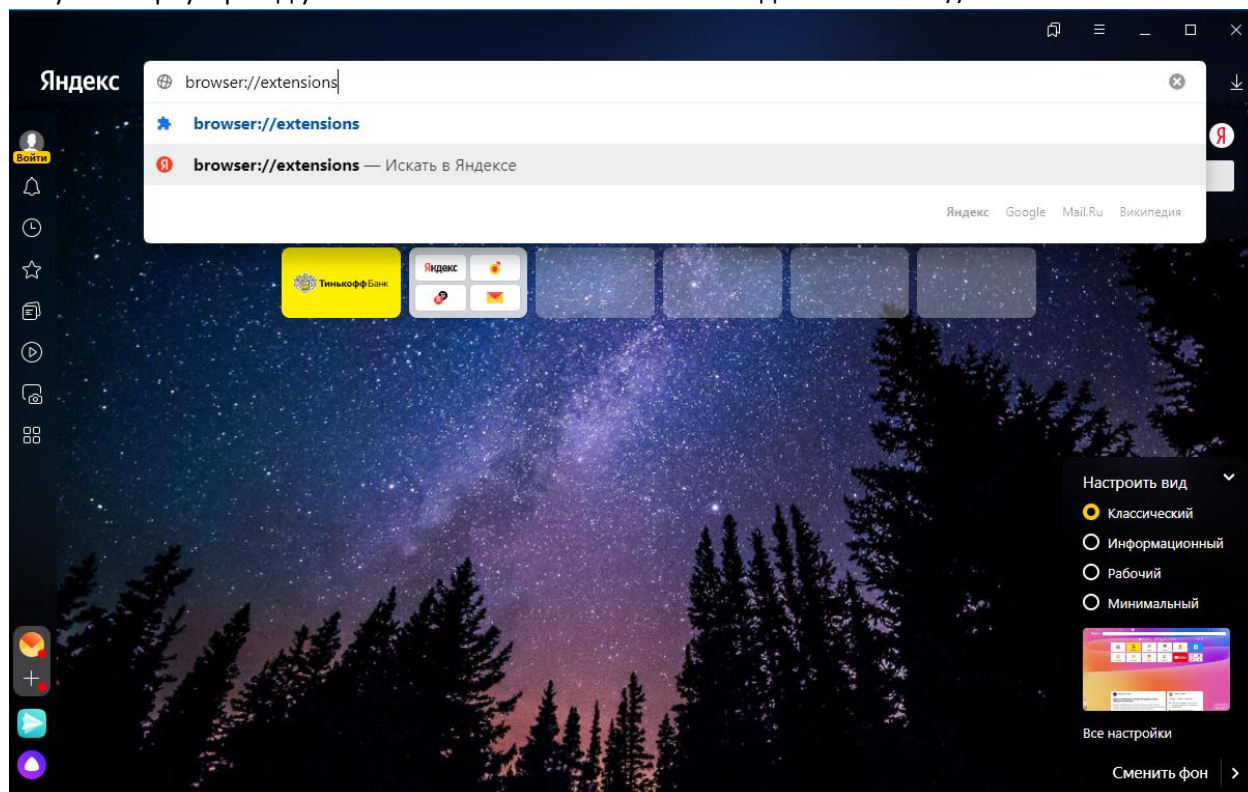 Яндекс
browser://extensions
browser://extensions
browser://extensions — Искать в Яндексе
Яндекс Google Mail.Ru Википедия
Я
Войти
Тинькофф Банк
Яндекс
Настроить вид
Классический
Информационный
Рабочий
Минимальный
Все настройки
Сменить фон